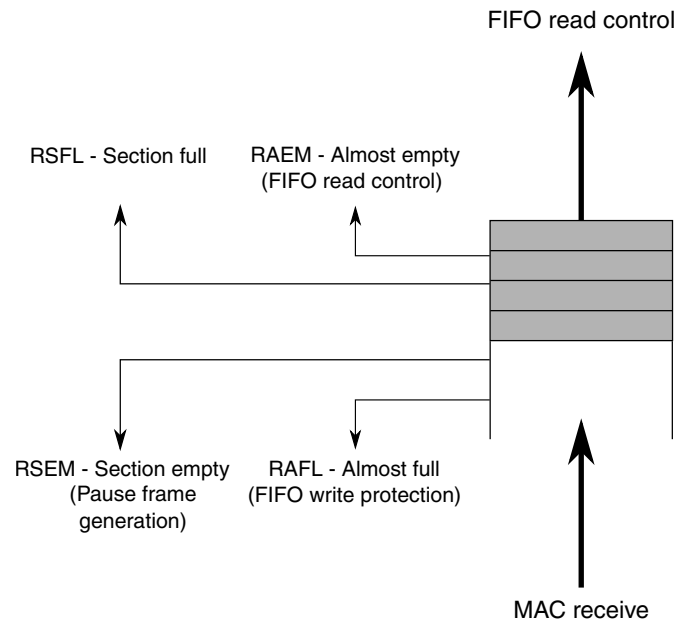 FIFO read control
RSFL - Section full
RAEM - Almost empty
(FIFO read control)
RSEM - Section empty
(Pause frame
generation)
RAFL - Almost full
(FIFO write protection)
MAC receive